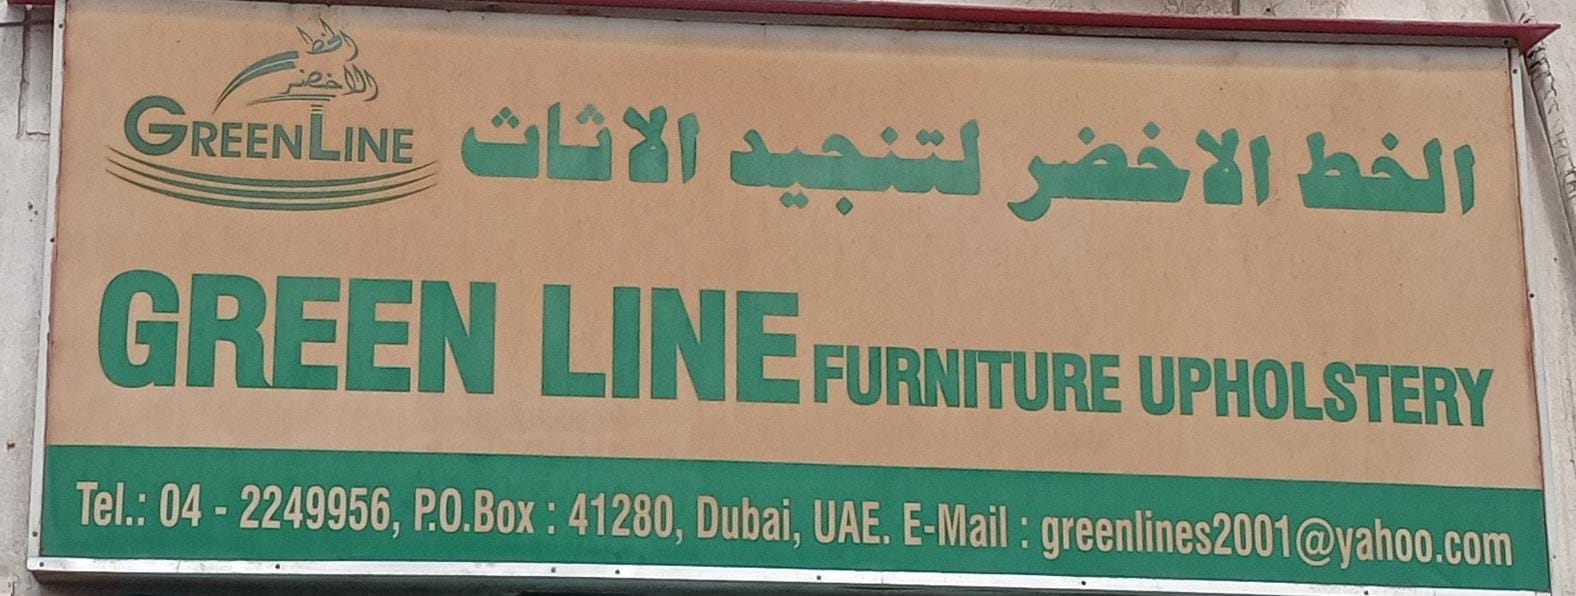 الخط
الاخضر
GREENLINE
الخط الاخضر لتنجيد الاثاث
GREEN LINE FURNITURE UPHOLSTERY
Tel.: 04 - 2249956, P.O.Box : 41280, Dubai, UAE. E-Mail : greenlines2001@yahoo.com